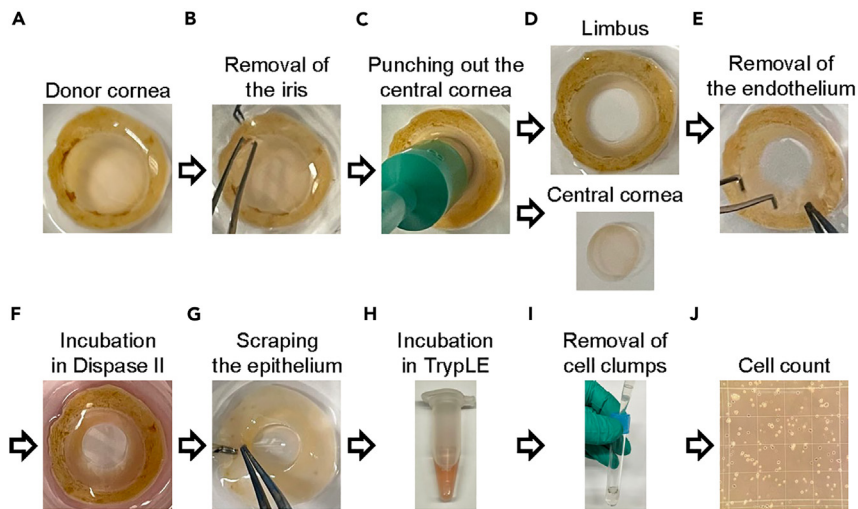 A
B
C
D
E
Donor cornea
Removal of
the iris
Punching out the
central cornea
Limbus
Central cornea
Removal of
the endothelium
F
G
H
I
J
Incubation
in Dispase II
Scraping
the epithelium
Incubation
in TrypLE
Removal of
cell clumps
Cell count